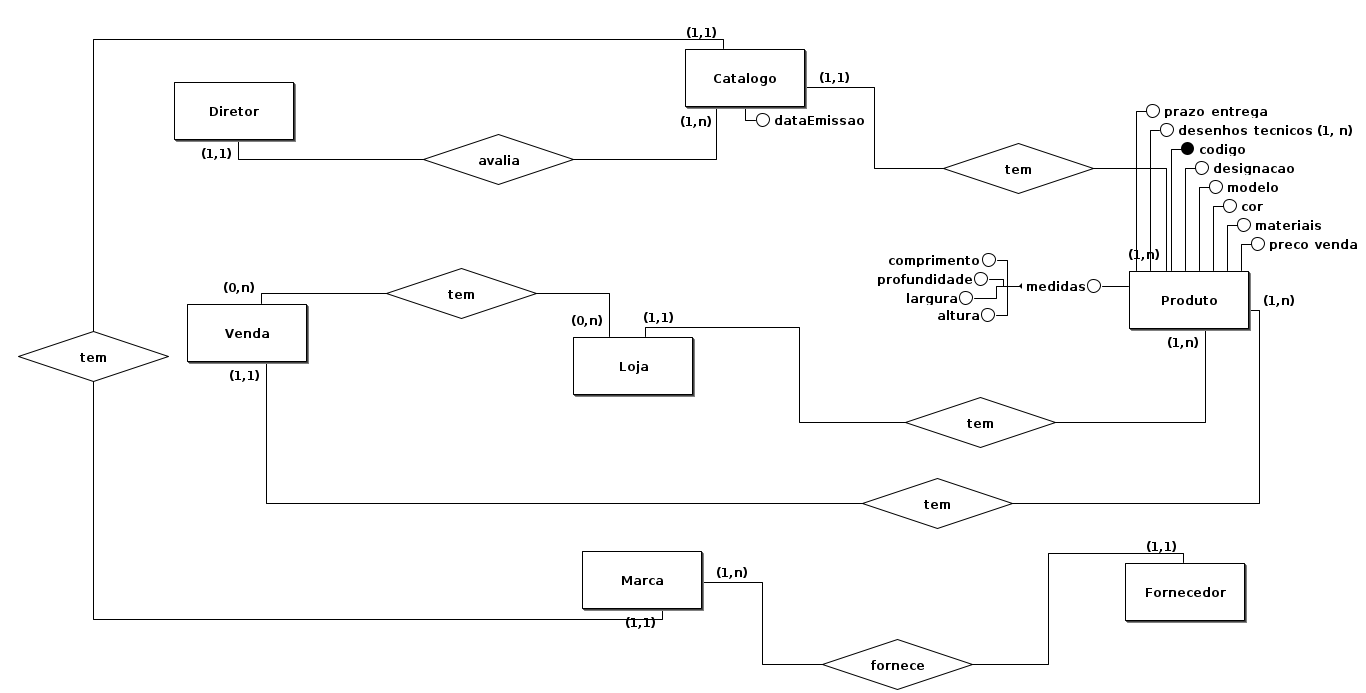 (1,1)
Catalogo
(1,1)
Diretor
(1,n)
dataEmissao
(1,1)
avalia
tem
prazo entrega
desenhos tecnicos (1, n)
codigo
designacao
modelo
cor
materiais
preco venda
(1,n)
comprimento
profundidade
largura
altura
medidas
Produto
(1,n)
(1,n)
(0,n)
tem
(0,n)
(1,1)
Venda
Loja
(1,1)
tem
tem
tem
Marca
(1,n)
(1,1)
(1,1)
Fornecedor
fornece